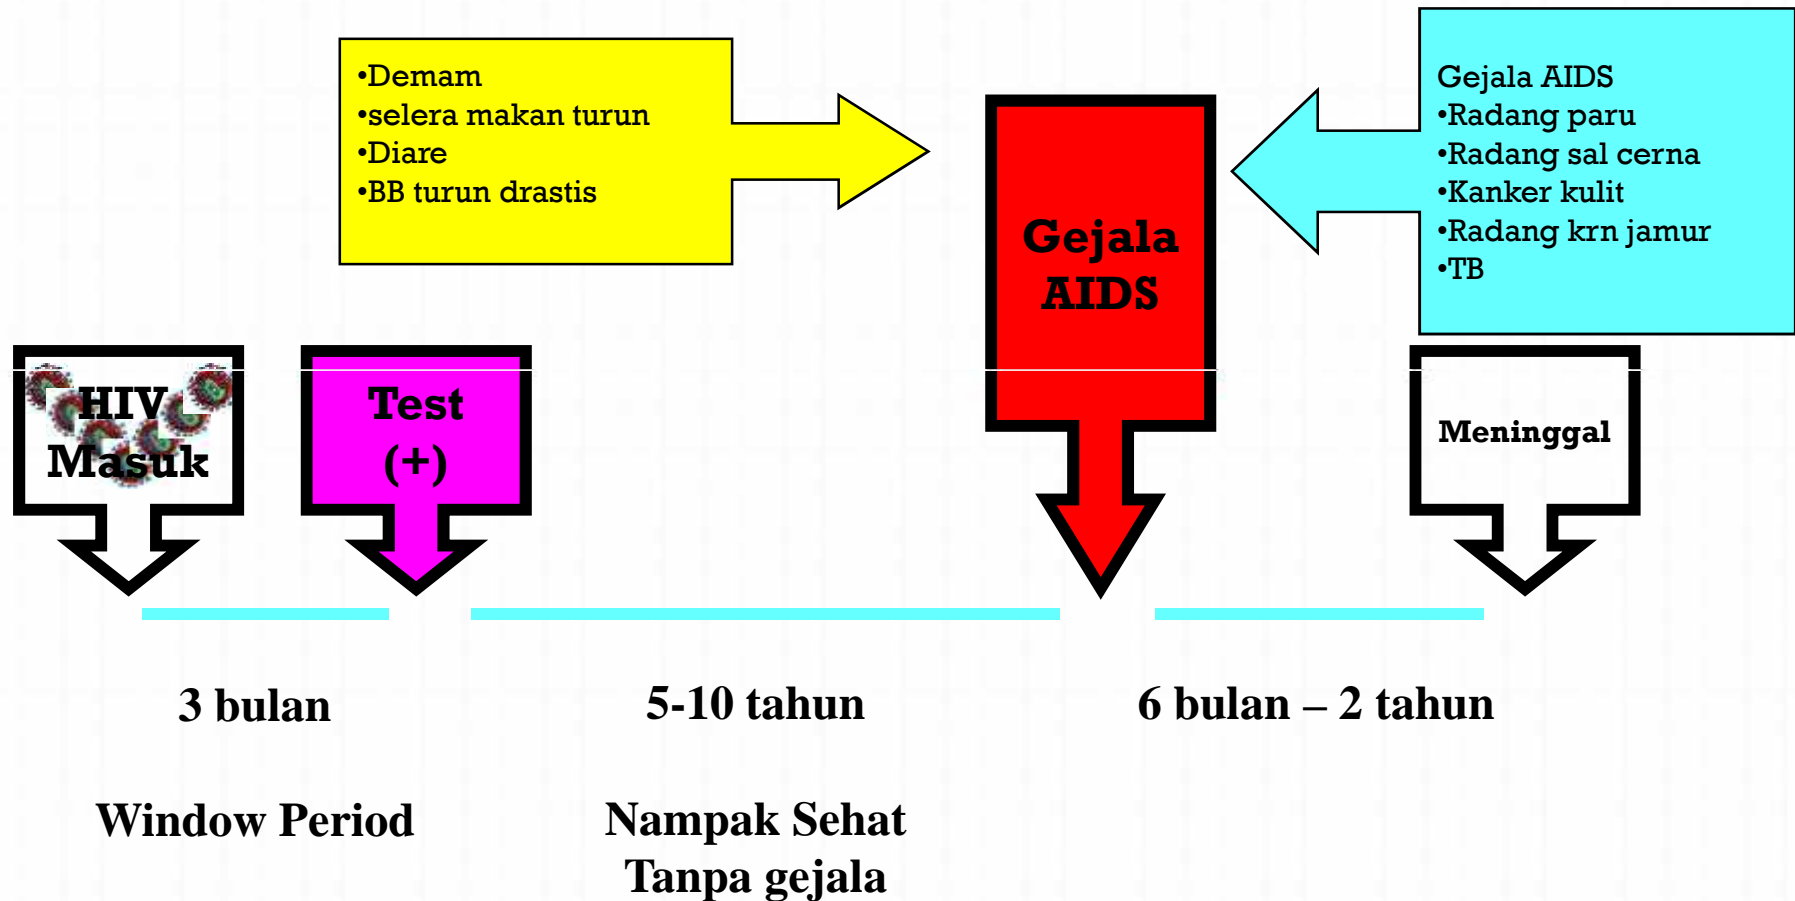 •Demam
•selera makan turun
•Diare
•BB turun drastis
Gejala AIDS
•Radang paru
•Radang sal cerna
•Kanker kulit
•Radang krn jamur
•TB
Gejala
AIDS
HIV
Masuk
Test
(+)
Meninggal
3 bulan
5-10 tahun
6 bulan – 2 tahun
Window Period
Nampak Sehat
Tanpa gejala